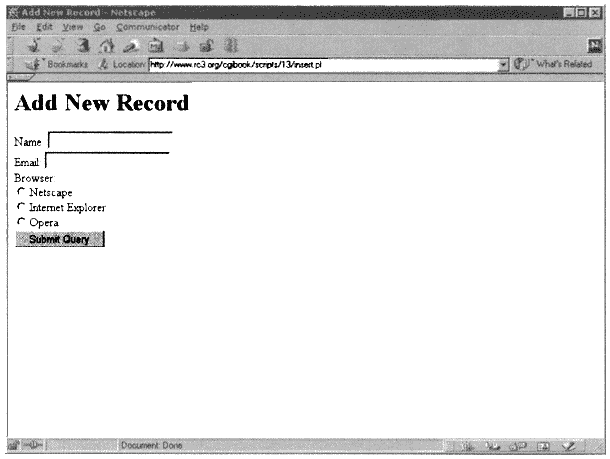 Add New Record - Netscape
File Edit View Go Communicator Help
Bookmarks Location: http://www.rc3.org/cgibook/scripts/13/insert.pl What's Related
Add New Record
Name
Email
Browser:
Netscape
Internet Explorer
Opera
Submit Query
Document: Done